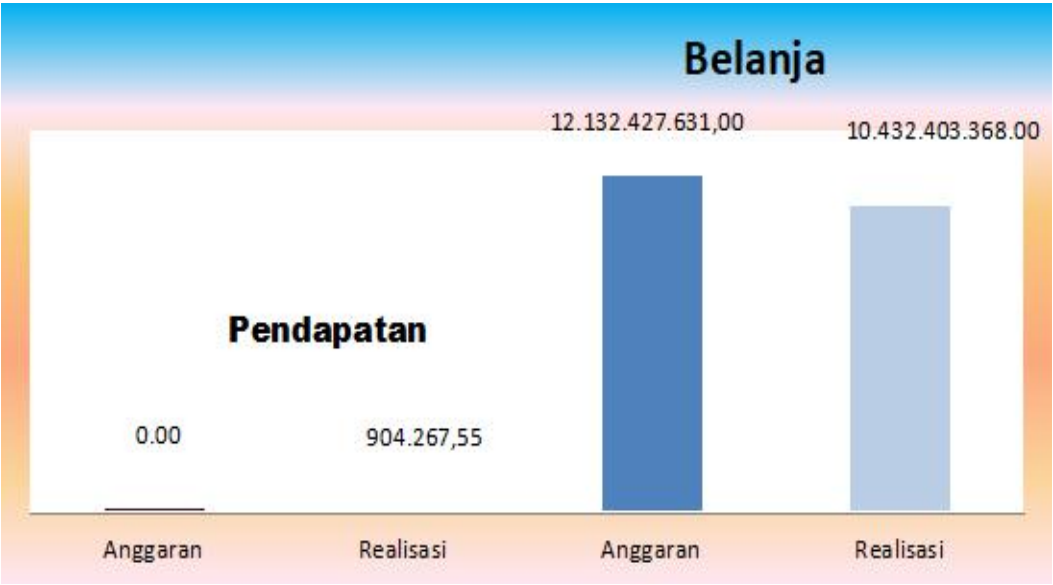 Belanja
12.132.427.631,00
10.432.403.368.00
Pendapatan
0.00
904.267,55
Anggaran
Realisasi
Anggaran
Realisasi